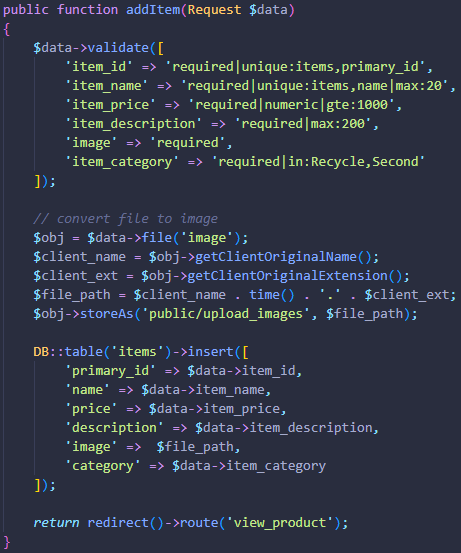 public function addItem(Request $data)
{
    $data->validate([
        'item_id' => 'required|unique:items,primary_id',
        'item_name' => 'required|unique:items,name|max:20',
        'item_price' => 'required|numeric|gte:1000',
        'item_description' => 'required|max:200',
        'image' => 'required',
        'item_category' => 'required|in:Recycle,Second'
    ]);

    // convert file to image
    $obj = $data->file('image');
    $client_name = $obj->getClientOriginalName();
    $client_ext = $obj->getClientOriginalExtension();
    $file_path = $client_name . time() . '.' . $client_ext;
    $obj->storeAs('public/upload_images', $file_path);

    DB::table('items')->insert([
        'primary_id' => $data->item_id,
        'name' => $data->item_name,
        'price' => $data->item_price,
        'description' => $data->item_description,
        'image' =>  $file_path,
        'category' => $data->item_category
    ]);

    return redirect()->route('view_product');
}